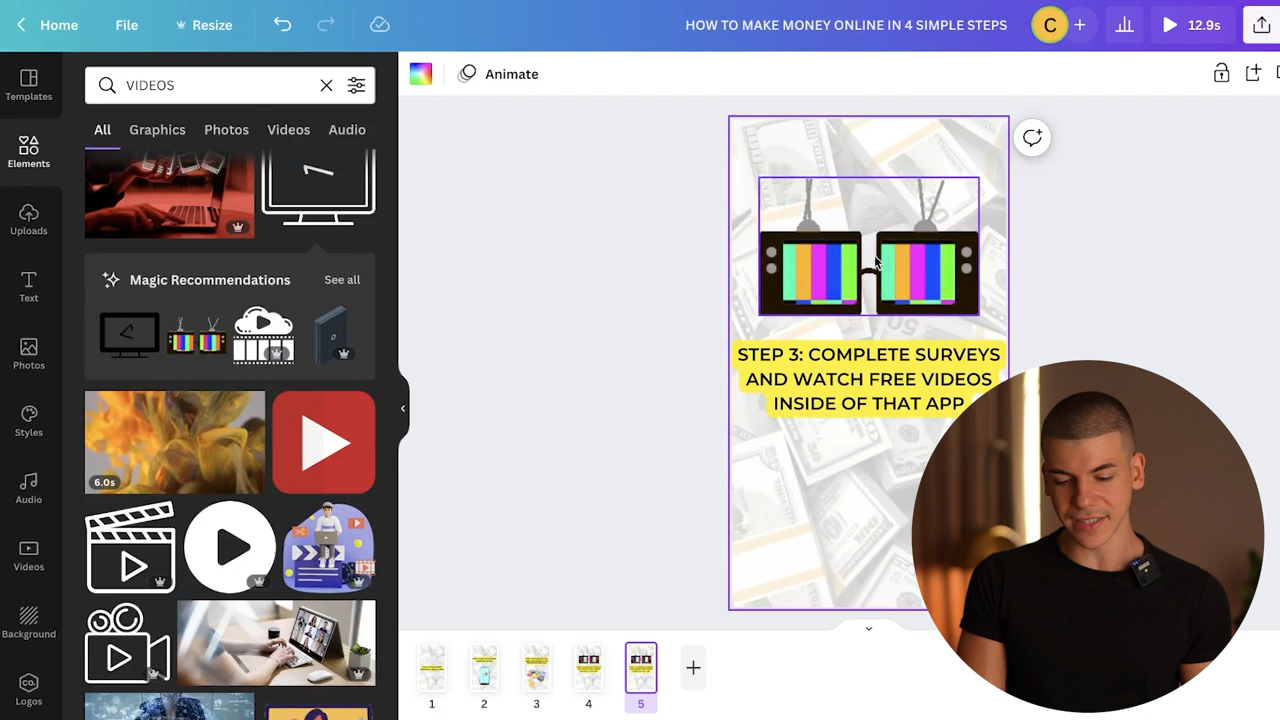 Home
File
Resize
HOW TO MAKE MONEY ONLINE IN 4 SIMPLE STEPS
C
12.9s
Templates
Elements
Uploads
Text
Photos
Styles
Audio
Videos
Background
Logos
VIDEOS
All
Graphics
Photos
Videos
Audio
Magic Recommendations
See all
6.0s
Animate
STEP 3: COMPLETE SURVEYS
AND WATCH FREE VIDEOS
INSIDE OF THAT APP
1
2
3
4
5